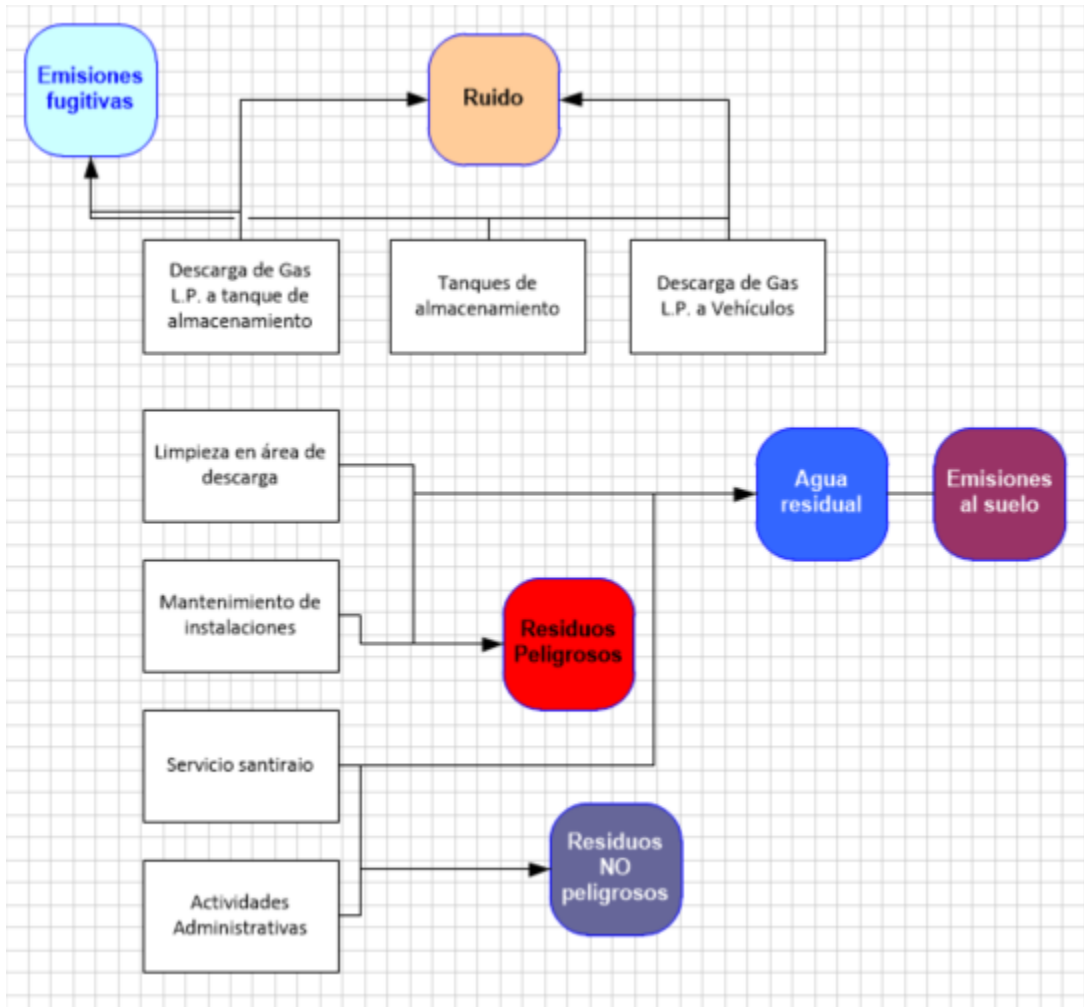 Emisiones
fugitivas
Ruido
Descarga de Gas
L.P. a tanque de
almacenamiento
Tanques de
almacenamiento
Descarga de Gas
L.P. a Vehículos
Limpieza en área de
descarga
Agua
residual
Emisiones
al suelo
Mantenimiento de
instalaciones
Residuos
Peligrosos
Servicio santiraio
Residuos
NO
peligrosos
Actividades
Administrativas